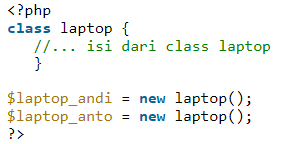 <?php
class laptop {
   //... isi dari class laptop
   }

$laptop_andi = new laptop();
$laptop_anto = new laptop();
?>